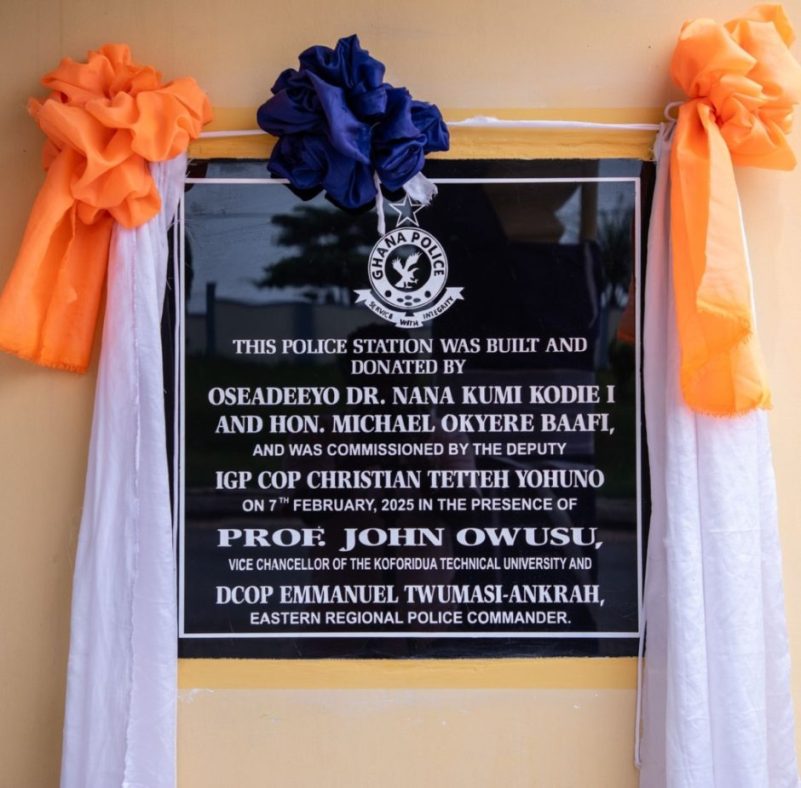 GHANA POLICE
SERVICE WITH INTEGRITY
THIS POLICE STATION WAS BUILT AND
DONATED BY
OSEADEEYO DR. NANA KUMI KODIE I
AND HON. MICHAEL OKYERE BAAFI,
AND WAS COMMISSIONED BY THE DEPUTY
IGP COP CHRISTIAN TETTEH YOHUNO
ON 7TH FEBRUARY, 2025 IN THE PRESENCE OF
PROF. JOHN OWUSU,
VICE CHANCELLOR OF THE KOFORIDUA TECHNICAL UNIVERSITY AND
DCOP EMMANUEL TWUMASI-ANKRAH,
EASTERN REGIONAL POLICE COMMANDER.